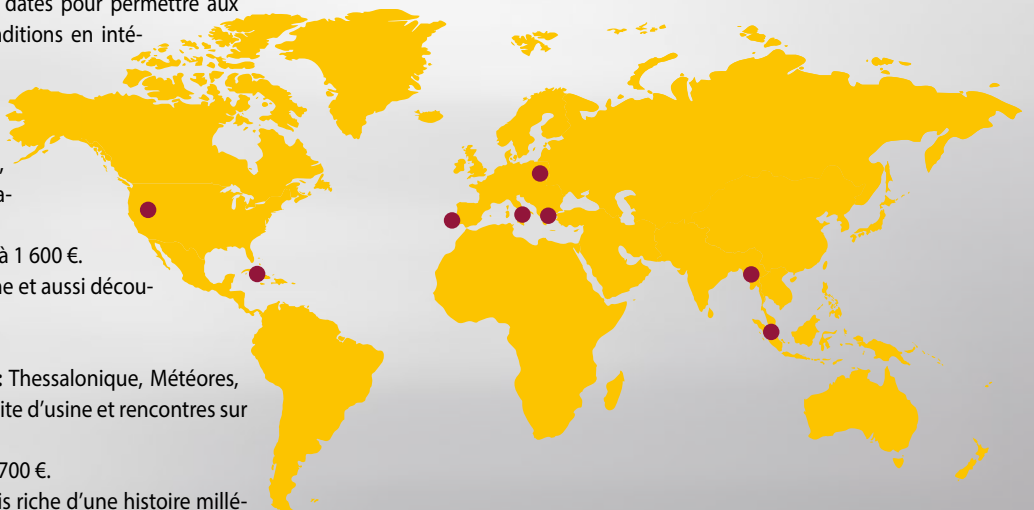 dates pour permettre aux
ditions en inté-
,
a-
à 1 600 €.
ne et aussi décou-
: Thessalonique, Météores,
ite d’usine et rencontres sur
700 €.
is riche d’une histoire millé-